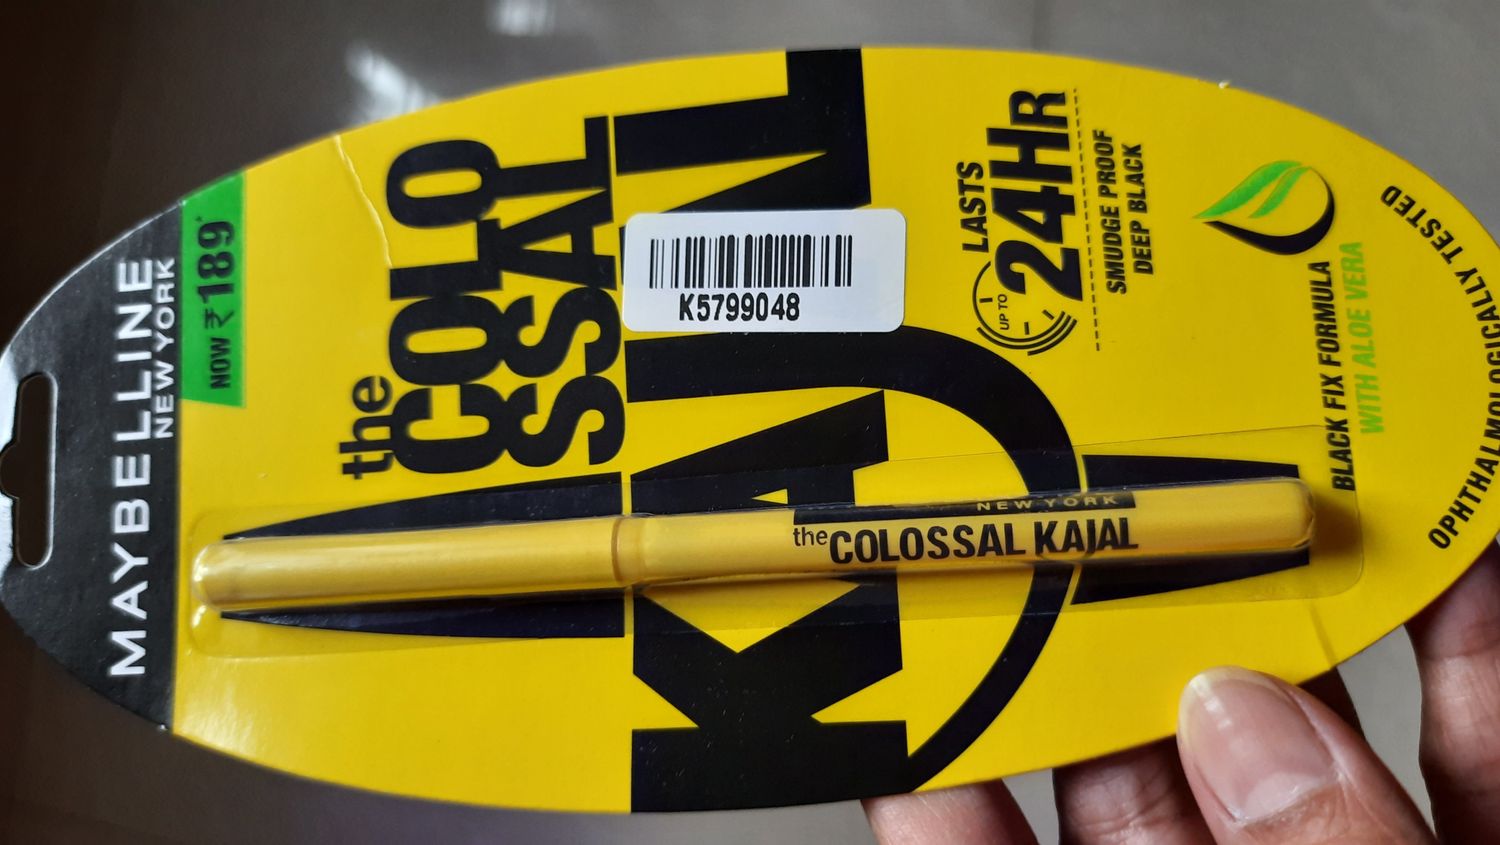 MAYBELLINE
NEW YORK
NOW ₹189*
the
COLO
SSAL
KAJAL
K5799048
LASTS
UP TO
24HR
SMUDGE PROOF
DEEP BLACK
BLACK FIX FORMULA
WITH ALOE VERA
OPHTHALMOLOGICALLY TESTED
NEW YORK
the COLOSSAL KAJAL